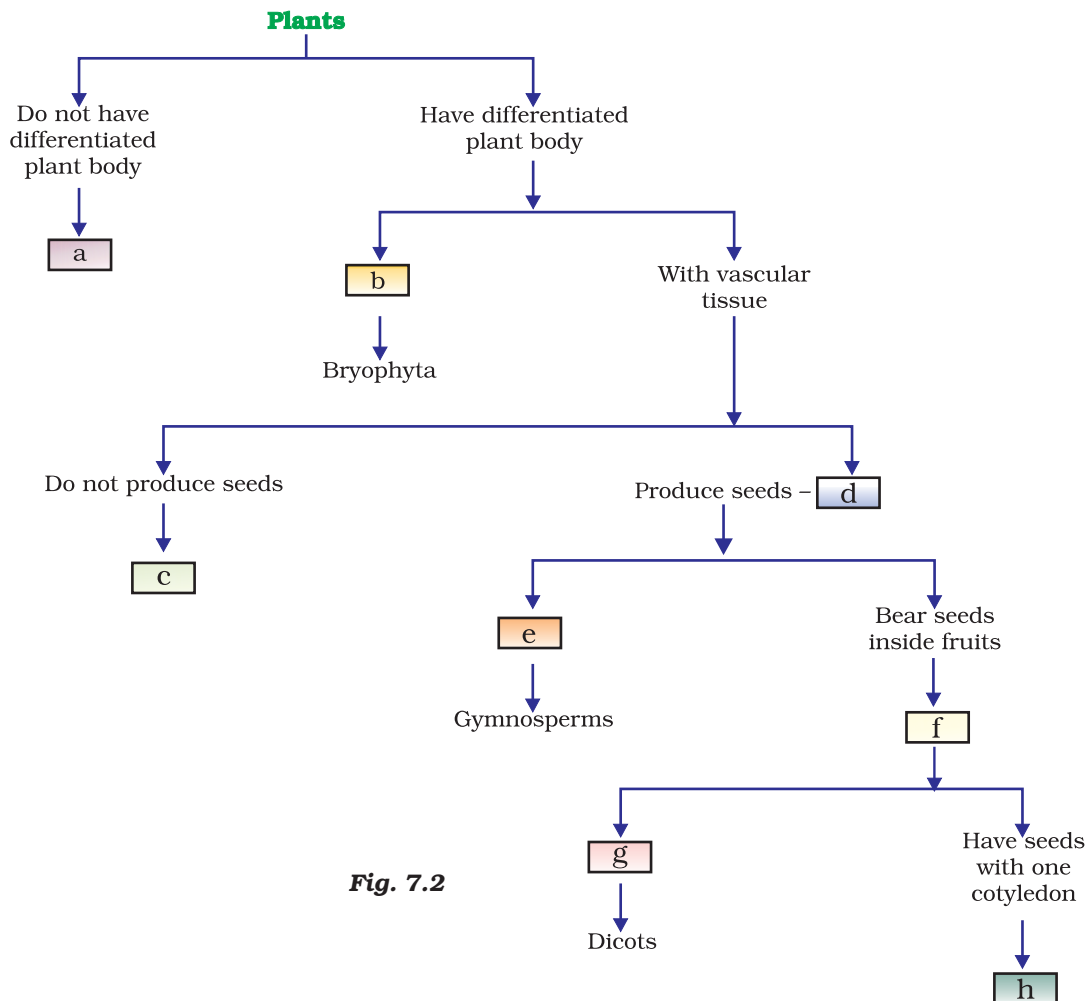 Plants
Do not have
differentiated
plant body
Have differentiated
plant body
a
b
With vascular
tissue
Bryophyta
Do not produce seeds
Produce seeds – d
c
e
Bear seeds
inside fruits
Gymnosperms
f
g
Have seeds
with one
cotyledon
Fig. 7.2
Dicots
h